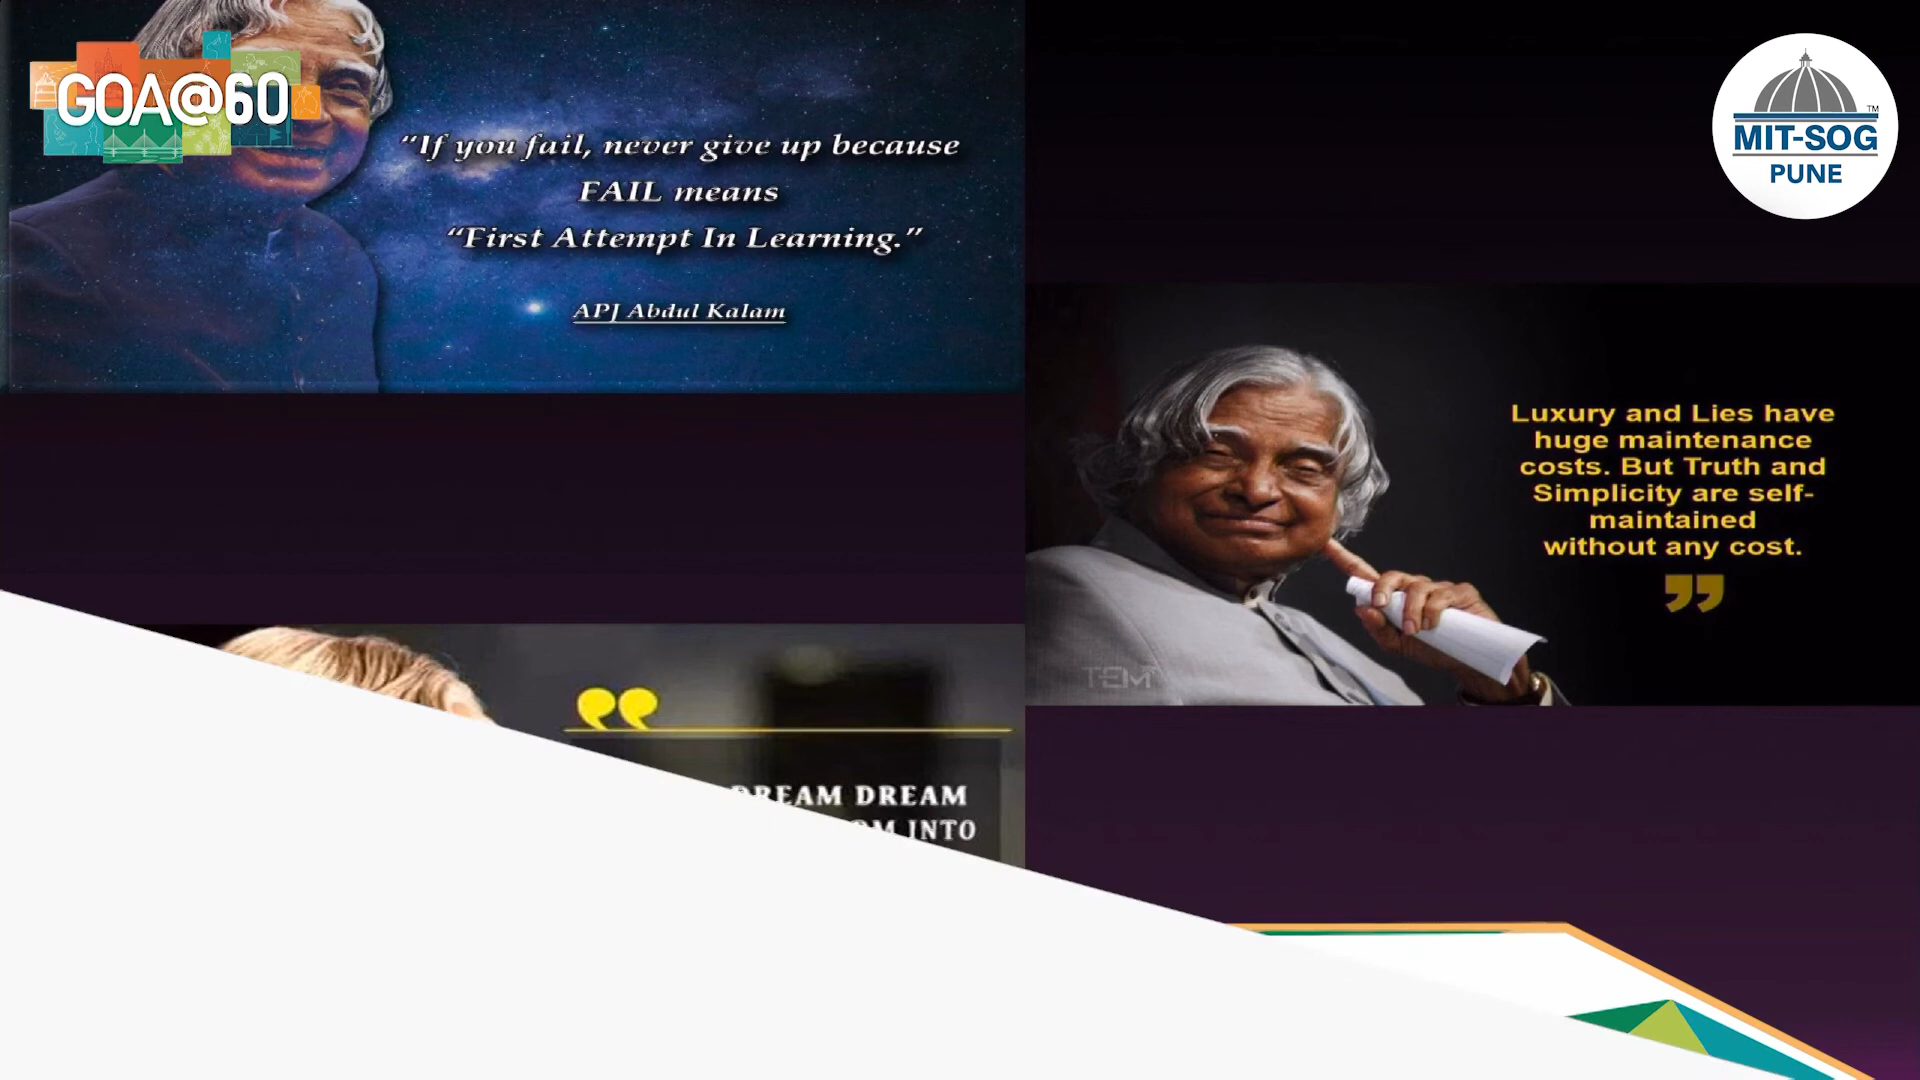 GOA@60
“If you fail, never give up because
FAIL means
“First Attempt In Learning.”
APJ Abdul Kalam
MIT-SOG
TM
PUNE
Luxury and Lies have
huge maintenance
costs. But Truth and
Simplicity are self-
maintained
without any cost.
”
“
DREAM DREAM
INTO